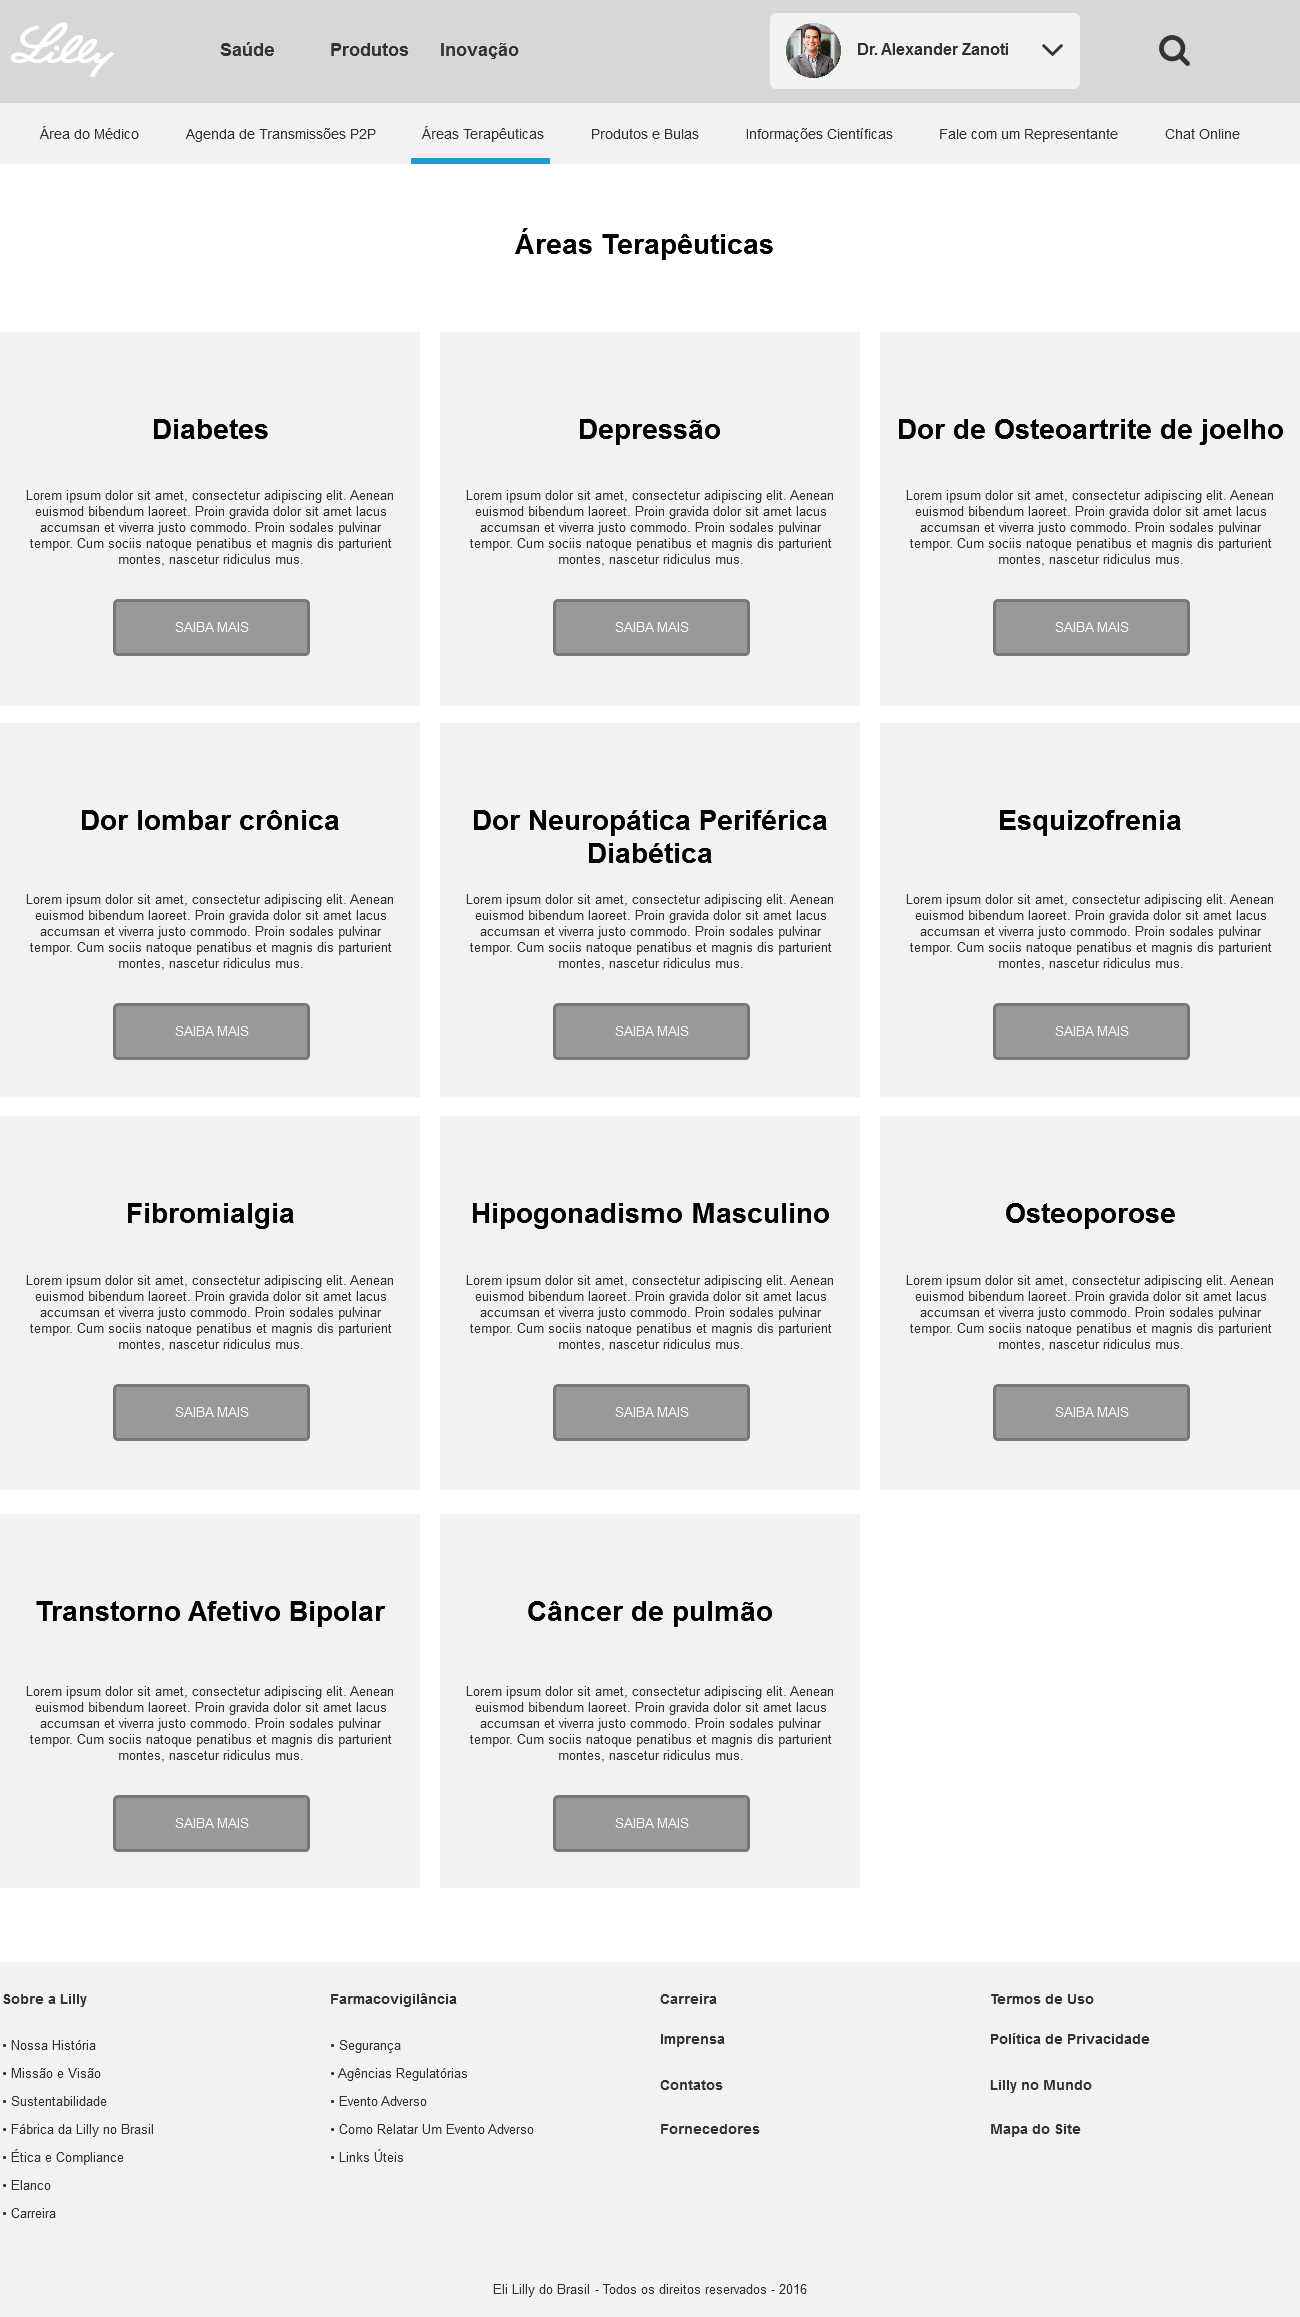 Lilly
Saúde Produtos Inovação
Dr. Alexander Zanoti
Área do Médico Agenda de Transmissões P2P Áreas Terapêuticas Produtos e Bulas Informações Científicas Fale com um Representante Chat Online
Áreas Terapêuticas
Diabetes
Lorem ipsum dolor sit amet, consectetur adipiscing elit. Aenean
euismod bibendum laoreet. Proin gravida dolor sit amet lacus
accumsan et viverra justo commodo. Proin sodales pulvinar
tempor. Cum sociis natoque penatibus et magnis dis parturient
montes, nascetur ridiculus mus.
SAIBA MAIS
Depressão
Lorem ipsum dolor sit amet, consectetur adipiscing elit. Aenean
euismod bibendum laoreet. Proin gravida dolor sit amet lacus
accumsan et viverra justo commodo. Proin sodales pulvinar
tempor. Cum sociis natoque penatibus et magnis dis parturient
montes, nascetur ridiculus mus.
SAIBA MAIS
Dor de Osteoartrite de joelho
Lorem ipsum dolor sit amet, consectetur adipiscing elit. Aenean
euismod bibendum laoreet. Proin gravida dolor sit amet lacus
accumsan et viverra justo commodo. Proin sodales pulvinar
tempor. Cum sociis natoque penatibus et magnis dis parturient
montes, nascetur ridiculus mus.
SAIBA MAIS
Dor lombar crônica
Lorem ipsum dolor sit amet, consectetur adipiscing elit. Aenean
euismod bibendum laoreet. Proin gravida dolor sit amet lacus
accumsan et viverra justo commodo. Proin sodales pulvinar
tempor. Cum sociis natoque penatibus et magnis dis parturient
montes, nascetur ridiculus mus.
SAIBA MAIS
Dor Neuropática Periférica
Diabética
Lorem ipsum dolor sit amet, consectetur adipiscing elit. Aenean
euismod bibendum laoreet. Proin gravida dolor sit amet lacus
accumsan et viverra justo commodo. Proin sodales pulvinar
tempor. Cum sociis natoque penatibus et magnis dis parturient
montes, nascetur ridiculus mus.
SAIBA MAIS
Esquizofrenia
Lorem ipsum dolor sit amet, consectetur adipiscing elit. Aenean
euismod bibendum laoreet. Proin gravida dolor sit amet lacus
accumsan et viverra justo commodo. Proin sodales pulvinar
tempor. Cum sociis natoque penatibus et magnis dis parturient
montes, nascetur ridiculus mus.
SAIBA MAIS
Fibromialgia
Lorem ipsum dolor sit amet, consectetur adipiscing elit. Aenean
euismod bibendum laoreet. Proin gravida dolor sit amet lacus
accumsan et viverra justo commodo. Proin sodales pulvinar
tempor. Cum sociis natoque penatibus et magnis dis parturient
montes, nascetur ridiculus mus.
SAIBA MAIS
Hipogonadismo Masculino
Lorem ipsum dolor sit amet, consectetur adipiscing elit. Aenean
euismod bibendum laoreet. Proin gravida dolor sit amet lacus
accumsan et viverra justo commodo. Proin sodales pulvinar
tempor. Cum sociis natoque penatibus et magnis dis parturient
montes, nascetur ridiculus mus.
SAIBA MAIS
Osteoporose
Lorem ipsum dolor sit amet, consectetur adipiscing elit. Aenean
euismod bibendum laoreet. Proin gravida dolor sit amet lacus
accumsan et viverra justo commodo. Proin sodales pulvinar
tempor. Cum sociis natoque penatibus et magnis dis parturient
montes, nascetur ridiculus mus.
SAIBA MAIS
Transtorno Afetivo Bipolar
Lorem ipsum dolor sit amet, consectetur adipiscing elit. Aenean
euismod bibendum laoreet. Proin gravida dolor sit amet lacus
accumsan et viverra justo commodo. Proin sodales pulvinar
tempor. Cum sociis natoque penatibus et magnis dis parturient
montes, nascetur ridiculus mus.
SAIBA MAIS
Câncer de pulmão
Lorem ipsum dolor sit amet, consectetur adipiscing elit. Aenean
euismod bibendum laoreet. Proin gravida dolor sit amet lacus
accumsan et viverra justo commodo. Proin sodales pulvinar
tempor. Cum sociis natoque penatibus et magnis dis parturient
montes, nascetur ridiculus mus.
SAIBA MAIS
Sobre a Lilly
• Nossa História
• Missão e Visão
• Sustentabilidade
• Fábrica da Lilly no Brasil
• Ética e Compliance
• Elanco
• Carreira
Farmacovigilância
• Segurança
• Agências Regulatórias
• Evento Adverso
• Como Relatar Um Evento Adverso
• Links Úteis
Carreira
Imprensa
Contatos
Fornecedores
Termos de Uso
Política de Privacidade
Lilly no Mundo
Mapa do Site
Eli Lilly do Brasil - Todos os direitos reservados - 2016